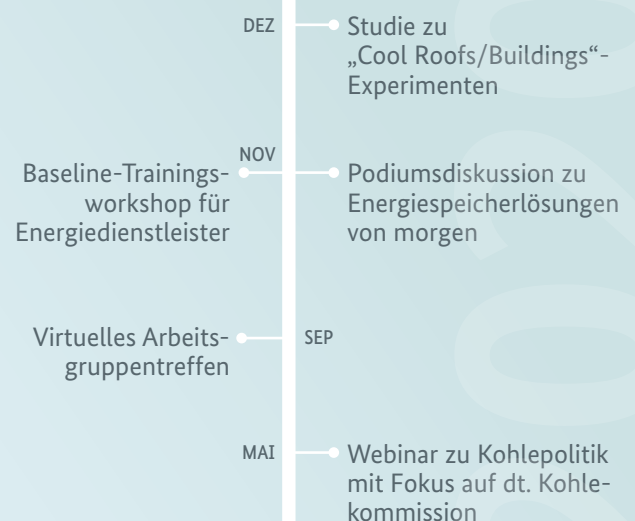 DEZ
Studie zu
„Cool Roofs/Buildings“-
Experimenten
NOV
Baseline-Trainings-
workshop für
Energiedienstleister
Podiumsdiskussion zu
Energiespeicherlösungen
von morgen
Virtuelles Arbeits-
gruppentreffen
SEP
MAI
Webinar zu Kohlepolitik
mit Fokus auf dt. Kohle-
kommission